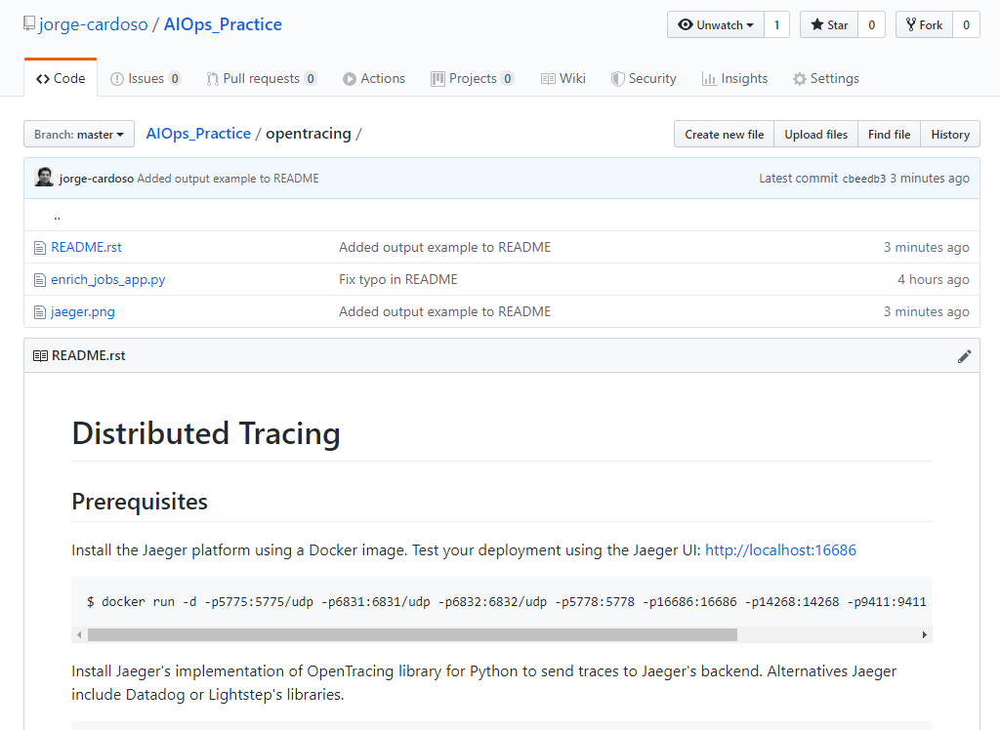 jorge-cardoso / AIOps_Practice
Unwatch 1 Star 0 Fork 0
Code Issues 0 Pull requests 0 Actions Projects 0 Wiki Security Insights Settings
Branch: master AIOps_Practice / opentracing / Create new file Upload files Find file History
jorge-cardoso Added output example to README Latest commit cbeedb3 3 minutes ago
..
README.rst Added output example to README 3 minutes ago
enrich_jobs_app.py Fix typo in README 4 hours ago
jaeger.png Added output example to README 3 minutes ago
README.rst
Distributed Tracing
Prerequisites
Install the Jaeger platform using a Docker image. Test your deployment using the Jaeger UI: http://localhost:16686
$ docker run -d -p5775:5775/udp -p6831:6831/udp -p6832:6832/udp -p5778:5778 -p16686:16686 -p14268:14268 -p9411:9411
Install Jaeger's implementation of OpenTracing library for Python to send traces to Jaeger's backend. Alternatives Jaeger
include Datadog or Lightstep's libraries.